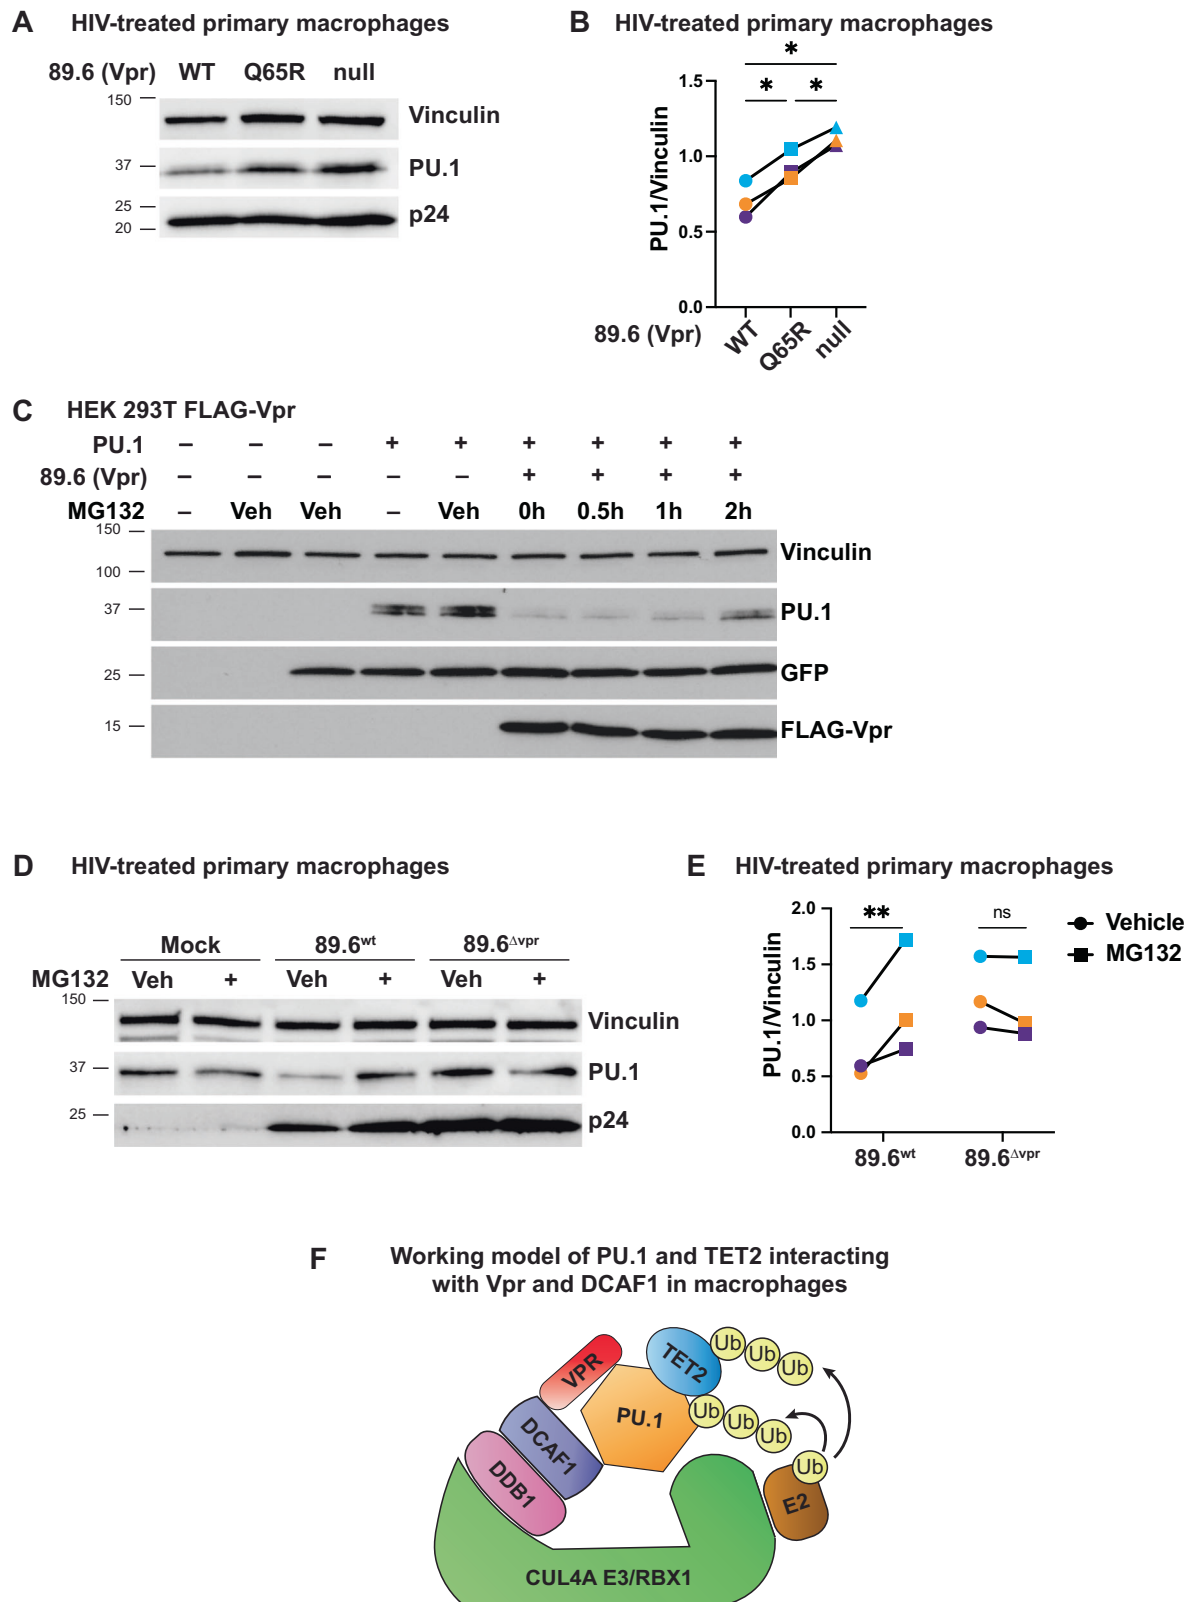 A HIV-treated primary macrophages
89.6 (Vpr) WT Q65R null
150
Vinculin
37
PU.1
25
20
p24
B HIV-treated primary macrophages
*
* *
1.5
1.0
0.5
0.0
PU.1/Vinculin
89.6 (Vpr) WT Q65R null
C HEK 293T FLAG-Vpr
PU.1 – – – + + + + + +
89.6 (Vpr) – – – – – + + + +
MG132 – Veh Veh – Veh 0h 0.5h 1h 2h
150
100
Vinculin
37
PU.1
25
GFP
15
FLAG-Vpr
D HIV-treated primary macrophages
Mock 89.6wt 89.6Δvpr
MG132 Veh + Veh + Veh +
150
Vinculin
37
PU.1
25
p24
E HIV-treated primary macrophages
2.0
1.5
1.0
0.5
0.0
PU.1/Vinculin
** ns
Vehicle
MG132
89.6wt 89.6Δvpr
F Working model of PU.1 and TET2 interacting
with Vpr and DCAF1 in macrophages
VPR
TET2
Ub Ub Ub
PU.1
Ub Ub Ub
DCAF1
DDB1
Ub
E2
CUL4A E3/RBX1